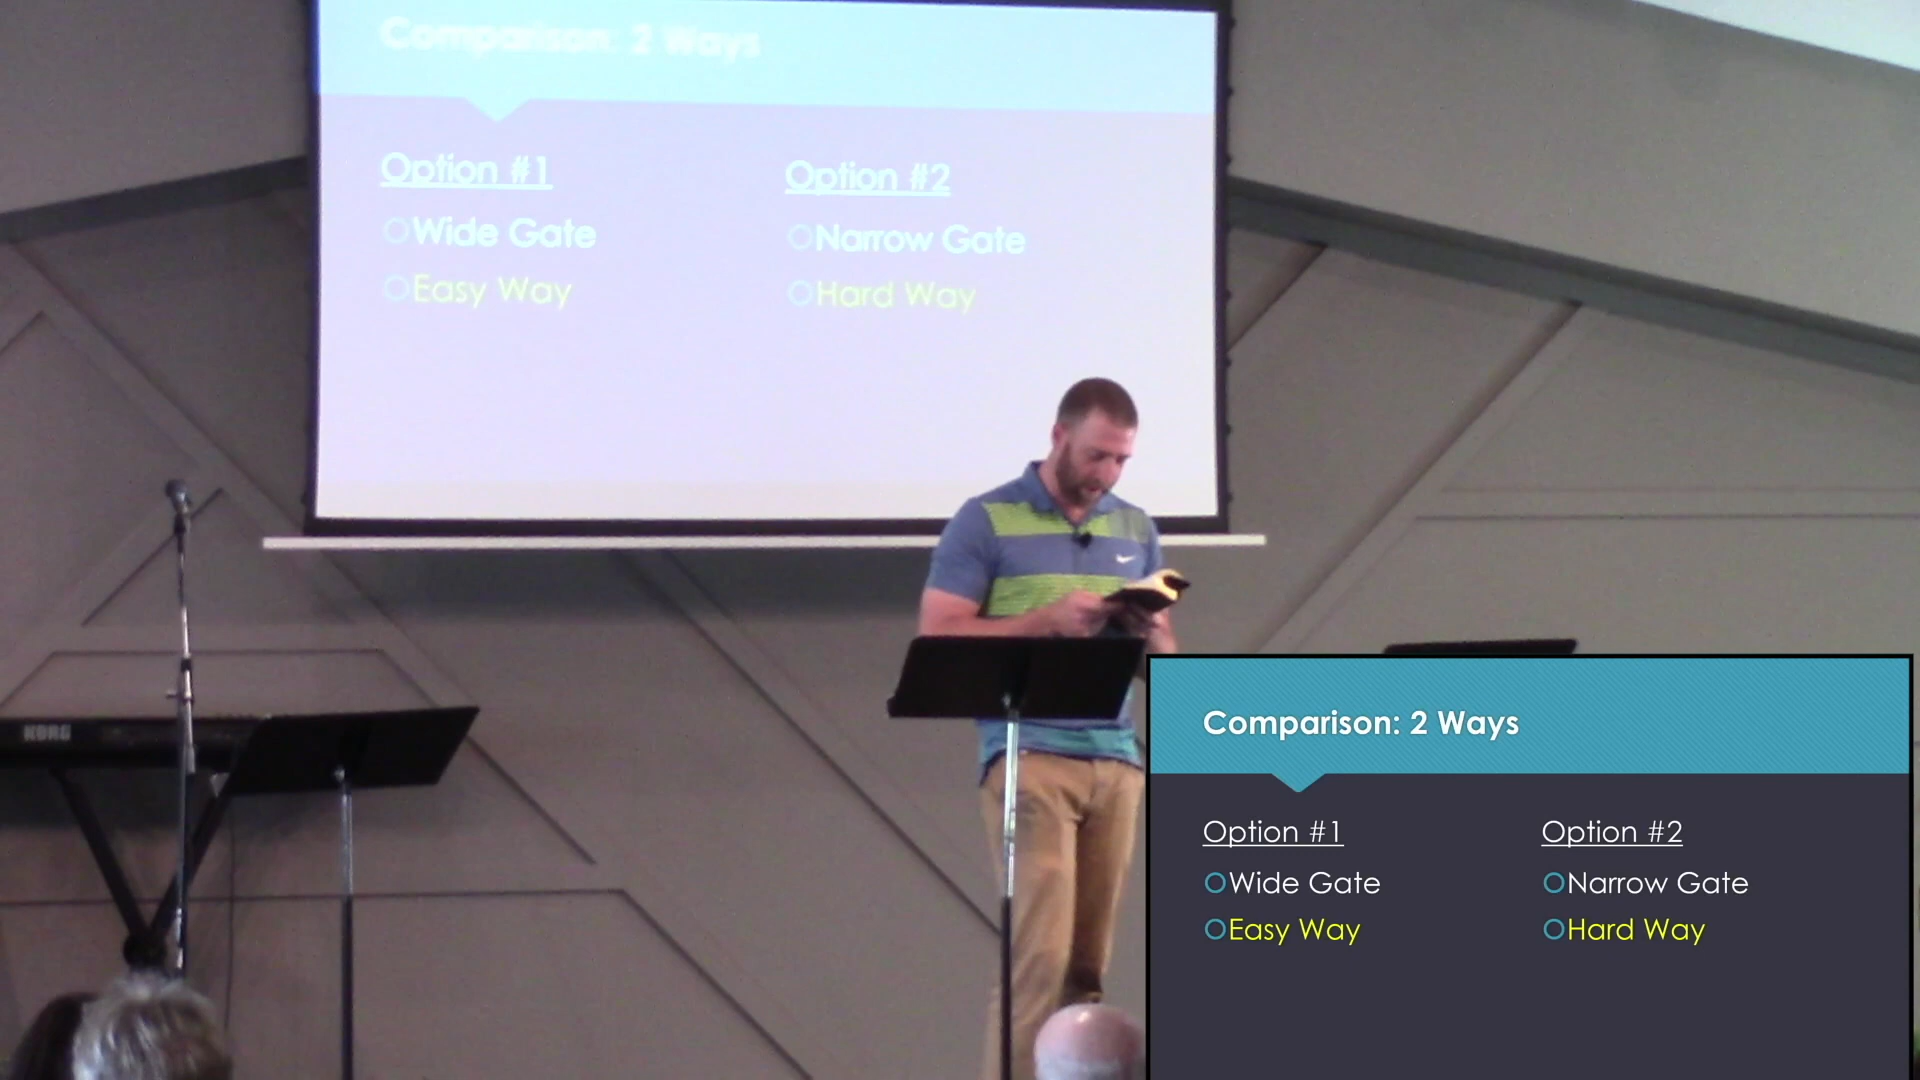 Comparison: 2 Ways
Option #1
Option #2
Wide Gate
Narrow Gate
Easy Way
Hard Way
KORG
Comparison: 2 Ways
Option #1
Option #2
Wide Gate
Narrow Gate
Easy Way
Hard Way